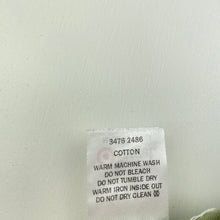 3476 2486
COTTON
WARM MACHINE WASH
DO NOT BLEACH
DO NOT TUMBLE DRY
WARM IRON INSIDE OUT
DO NOT DRY CLEAN